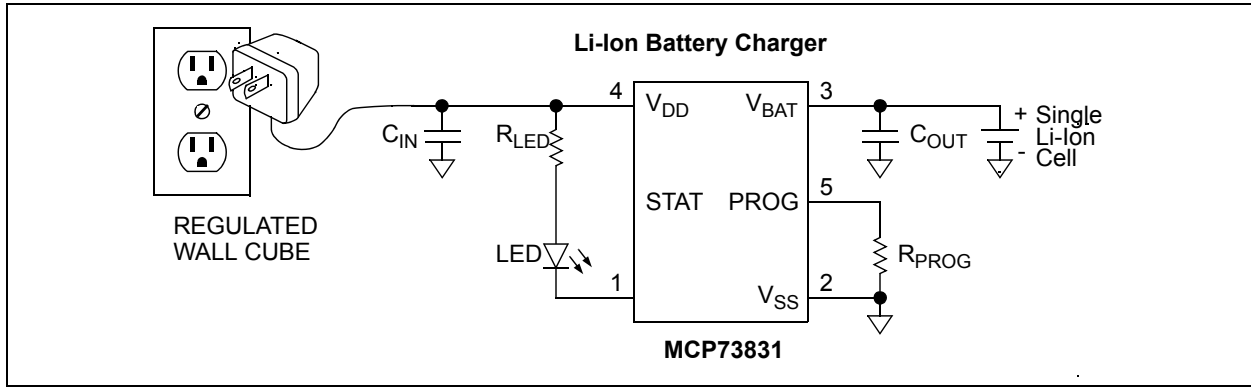 Li-Ion Battery Charger
REGULATED
WALL CUBE
CIN
RLED
LED
4
1
VDD
STAT
VBAT
PROG
VSS
3
5
2
COUT
+ Single
Li-Ion
- Cell
RPROG
MCP73831